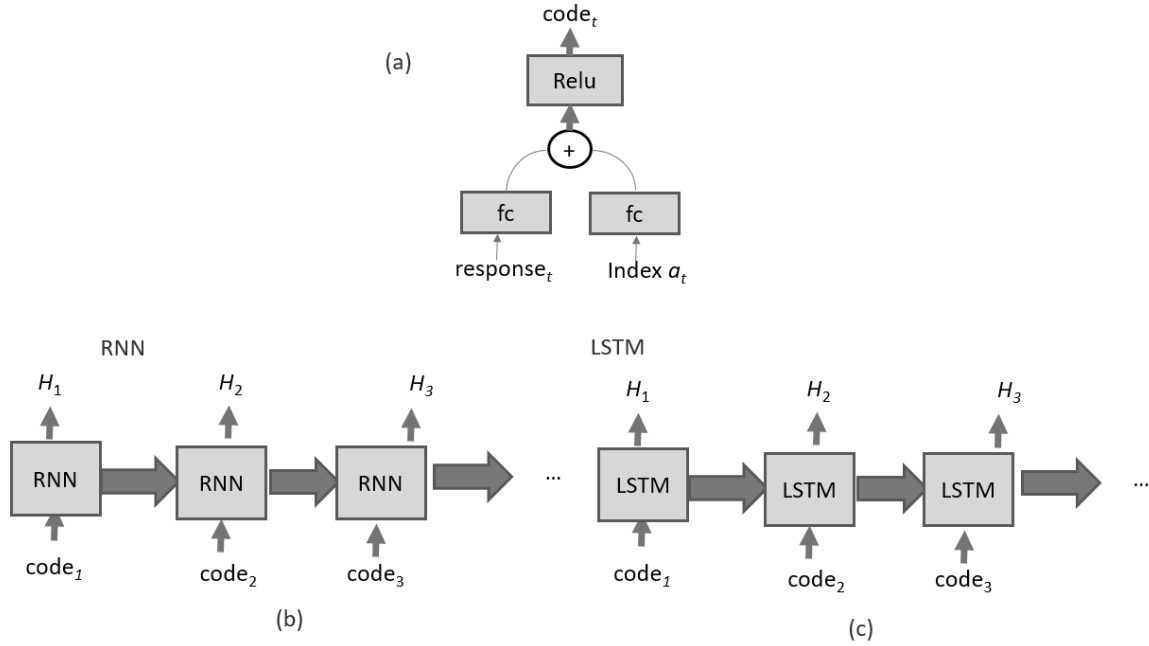 code_t
(a)
Relu
+
fc fc
response_t Index a_t
RNN LSTM
H_1 H_2 H_3 H_1 H_2 H_3
RNN RNN RNN ... LSTM LSTM LSTM ...
code_1 code_2 code_3 code_1 code_2 code_3
(b) (c)